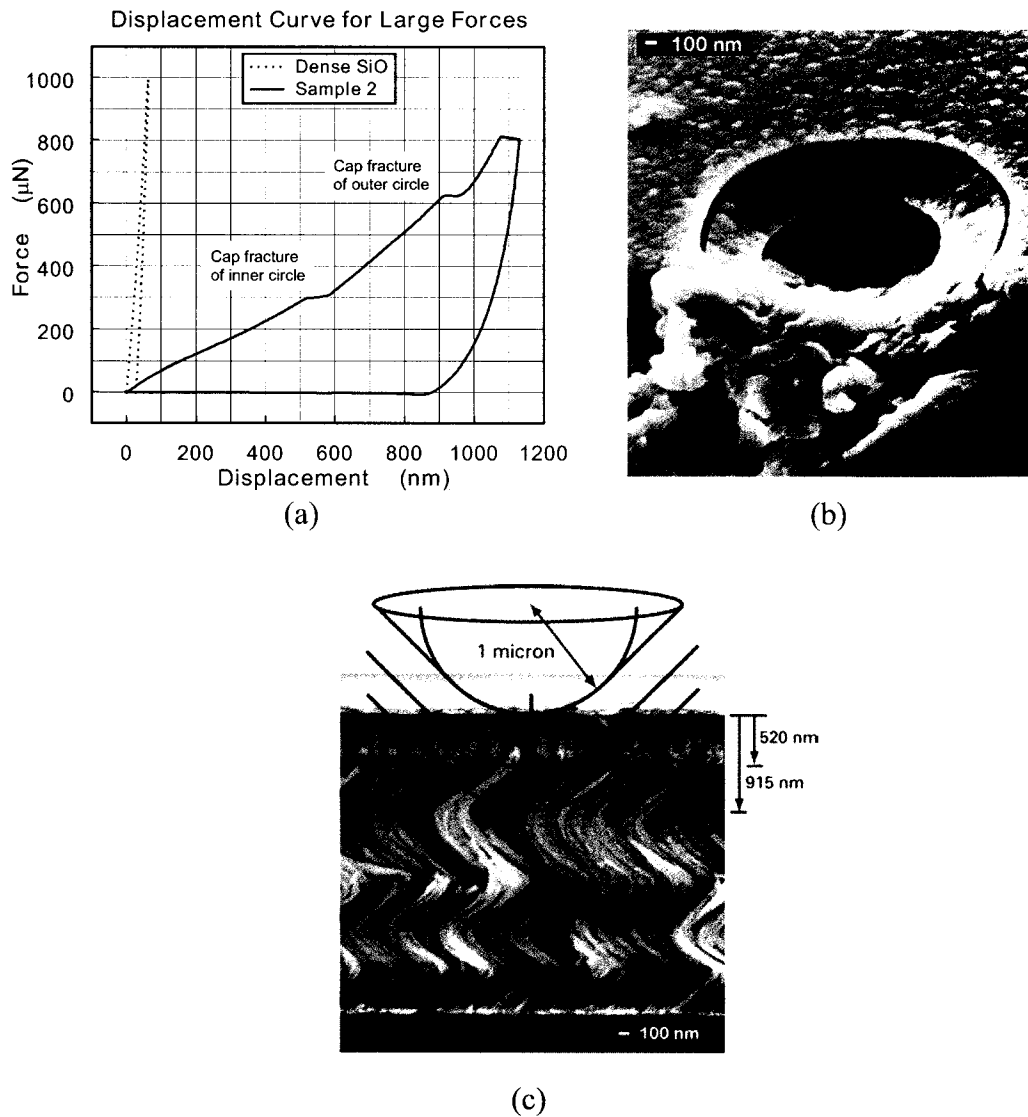 Displacement Curve for Large Forces
Dense SiO
Sample 2
1000
800
600
400
200
0
Force (μN)
Cap fracture
of outer circle
Cap fracture
of inner circle
0 200 400 600 800 1000 1200
Displacement (nm)
(a)
100 nm
(b)
1 micron
520 nm
915 nm
100 nm
(c)